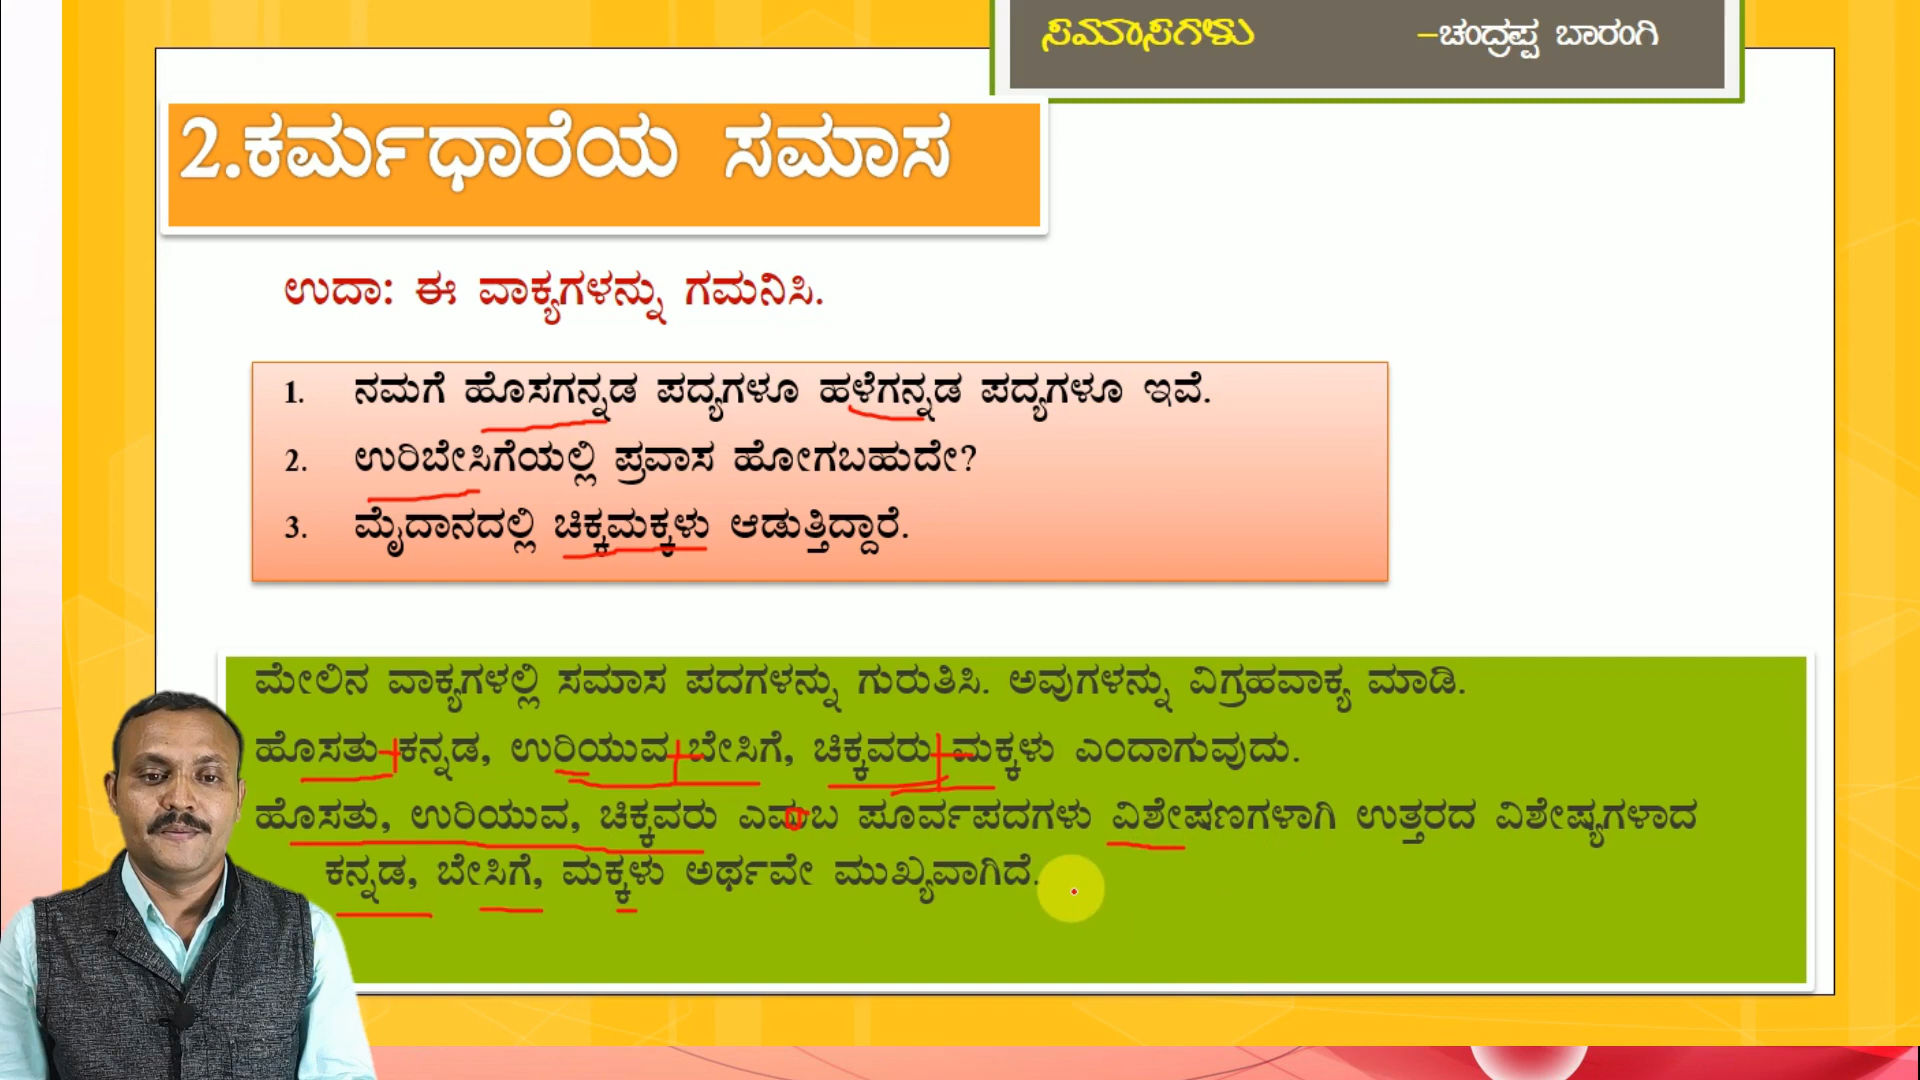 ಸಮಾಸಗಳು –ಚಂದ್ರಪ್ಪ ಬಾರಂಗಿ
2.ಕರ್ಮಧಾರೆಯ ಸಮಾಸ
ಉದಾ: ಈ ವಾಕ್ಯಗಳನ್ನು ಗಮನಿಸಿ.
1. ನಮಗೆ ಹೊಸಗನ್ನಡ ಪದ್ಯಗಳೂ ಹಳೆಗನ್ನಡ ಪದ್ಯಗಳೂ ಇವೆ.
2. ಉರಿಬೇಸಿಗೆಯಲ್ಲಿ ಪ್ರವಾಸ ಹೋಗಬಹುದೇ?
3. ಮೈದಾನದಲ್ಲಿ ಚಿಕ್ಕಮಕ್ಕಳು ಆಡುತ್ತಿದ್ದಾರೆ.
ಮೇಲಿನ ವಾಕ್ಯಗಳಲ್ಲಿ ಸಮಾಸ ಪದಗಳನ್ನು ಗುರುತಿಸಿ. ಅವುಗಳನ್ನು ವಿಗ್ರಹವಾಕ್ಯ ಮಾಡಿ.
ಹೊಸತು+ಕನ್ನಡ, ಉರಿಯುವ+ಬೇಸಿಗೆ, ಚಿಕ್ಕವರು+ಮಕ್ಕಳು ಎಂದಾಗುವುದು.
ಹೊಸತು, ಉರಿಯುವ, ಚಿಕ್ಕವರು ಎಮಬ ಪೂರ್ವಪದಗಳು ವಿಶೇಷಣಗಳಾಗಿ ಉತ್ತರದ ವಿಶೇಷ್ಯಗಳಾದ
ಕನ್ನಡ, ಬೇಸಿಗೆ, ಮಕ್ಕಳು ಅರ್ಥವೇ ಮುಖ್ಯವಾಗಿದೆ.